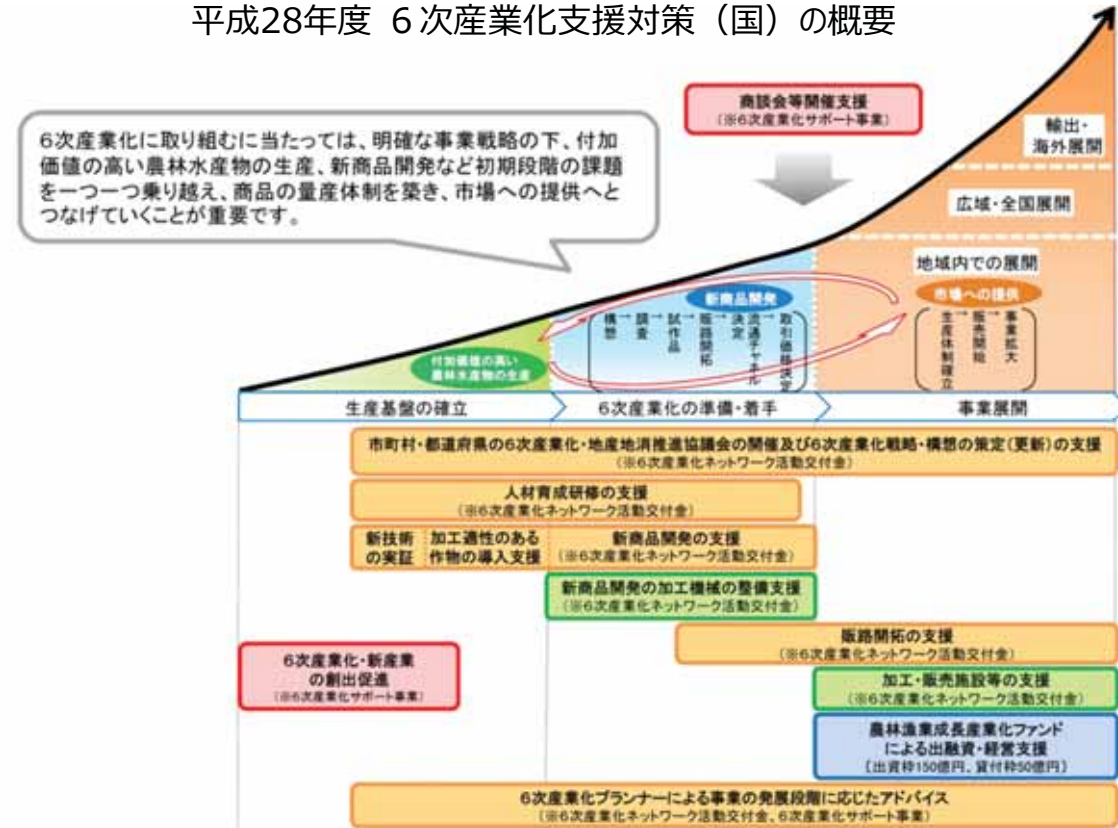 平成28年度 ６次産業化支援対策（国）の概要
商談会等開催支援
（※6次産業化サポート事業）
6次産業化に取り組むに当たっては、明確な事業戦略の下、付加
価値の高い農林水産物の生産、新商品開発など初期段階の課題
を一つ一つ乗り越え、商品の量産体制を築き、市場への提供へと
つなげていくことが重要です。
輸出・
海外展開
広域・全国展開
地域内での展開
市場への提供
生産体制確立
→
販売開始
→
事業拡大
新商品開発
構想
→
調査
→
試作品
→
販路開拓
→
流通チャネル
決定
→
取引価格決定
付加価値の高い
農林水産物の生産
生産基盤の確立
6次産業化の準備・着手
事業展開
市町村・都道府県の6次産業化・地産地消推進協議会の開催及び6次産業化戦略・構想の策定（更新）の支援
（※6次産業化ネットワーク活動交付金）
人材育成研修の支援
（※6次産業化ネットワーク活動交付金）
新技術
の実証
加工適性のある
作物の導入支援
新商品開発の支援
（※6次産業化ネットワーク活動交付金）
新商品開発の加工機械の整備支援
（※6次産業化ネットワーク活動交付金）
販路開拓の支援
（※6次産業化ネットワーク活動交付金）
6次産業化・新産業
の創出促進
（※6次産業化サポート事業）
加工・販売施設等の支援
（※6次産業化ネットワーク活動交付金）
農林漁業成長産業化ファンド
による出融資・経営支援
（出資枠150億円、貸付枠50億円）
6次産業化プランナーによる事業の発展段階に応じたアドバイス
（※6次産業化ネットワーク活動交付金、6次産業化サポート事業）